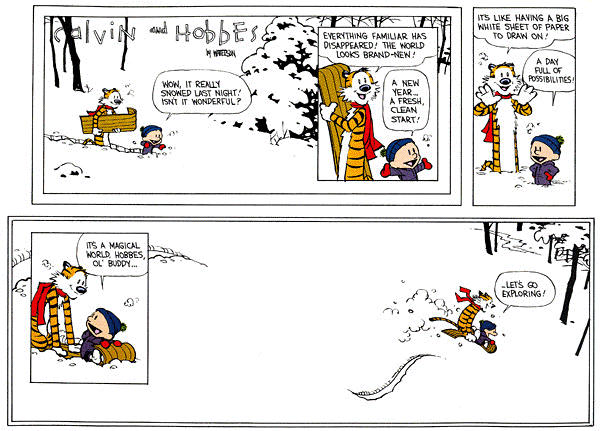 Calvin and HobbEs
by WATTERSON
WOW, IT REALLY
SNOWED LAST NIGHT!
ISN'T IT WONDERFUL?
EVERYTHING FAMILIAR HAS
DISAPPEARED! THE WORLD
LOOKS BRAND-NEW!
A NEW
YEAR...
A FRESH,
CLEAN
START!
IT'S LIKE HAVING A BIG
WHITE SHEET OF PAPER
TO DRAW ON!
A DAY
FULL OF
POSSIBILITIES!
ITS A MAGICAL
WORLD, HOBBES,
OL' BUDDY...
...LET'S GO
EXPLORING!